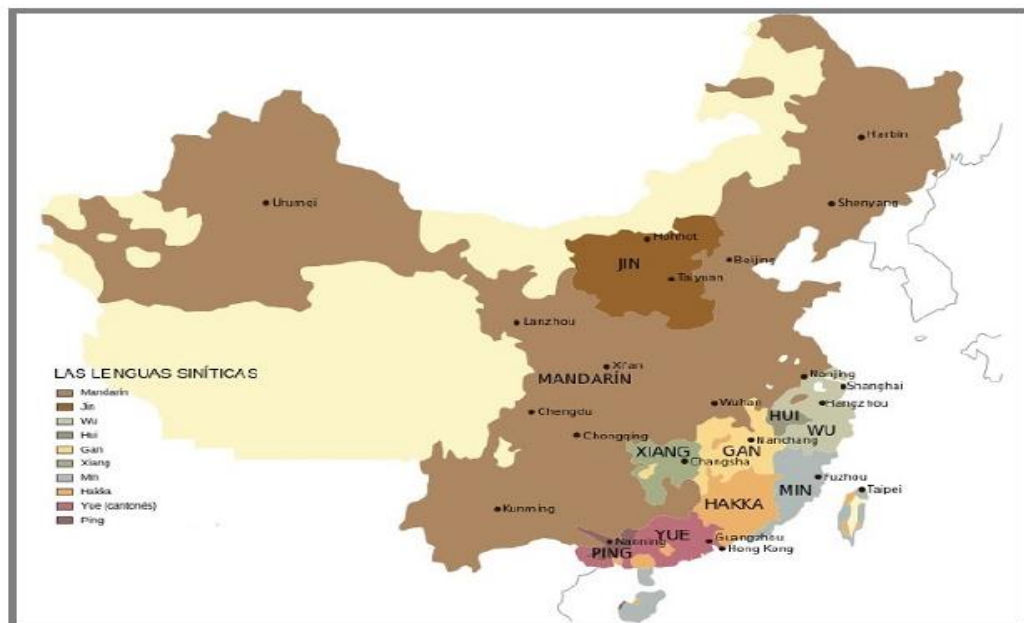 Harbin
Urumqi
Shenyang
Hohhot
JIN
Beijing
Taiyuan
Lanzhou
Xi'an
LAS LENGUAS SINÍTICAS
MANDARÍN
Nanjing
Shanghai
Mandarín
Jin
Wu
Hui
Gan
Xiang
Min
Hakka
Yue (cantonés)
Ping
Chengdu
Wuhan
Hangzhou
HUI
WU
Chongqing
Nanchang
XIANG
GAN
Changsha
Fuzhou
MIN
Taipei
HAKKA
Kunming
YUE
Guangzhou
Nanning
PING
Hong Kong